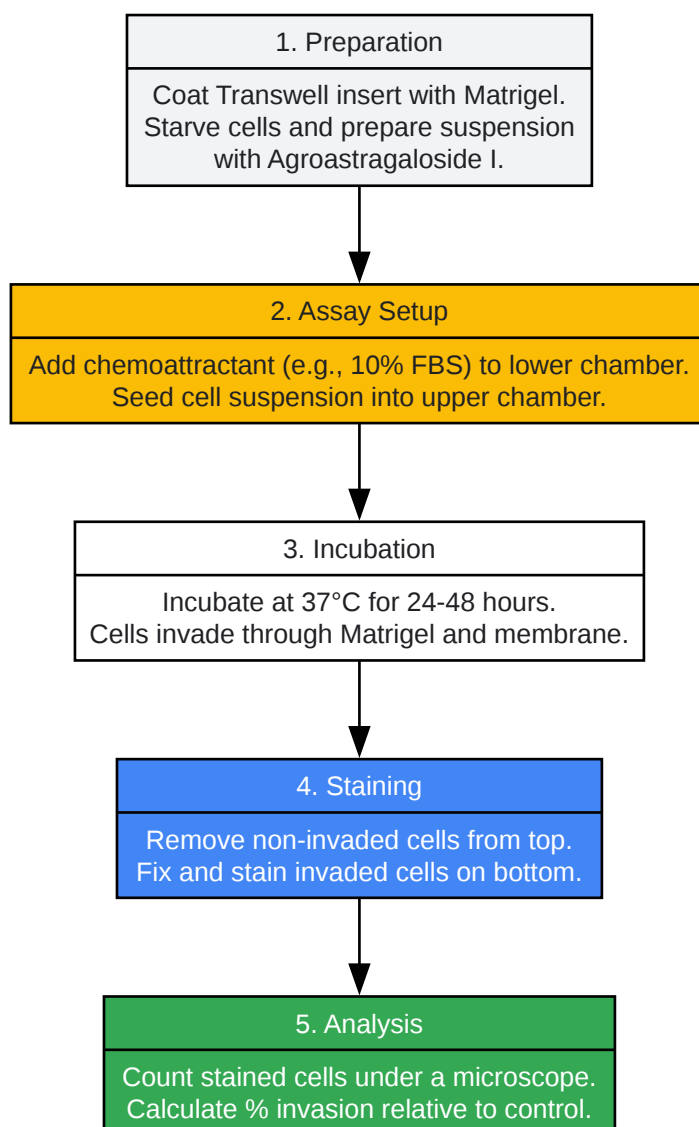 1. Preparation
Coat Transwell insert with Matrigel.
Starve cells and prepare suspension
with Agroastragaloside I.
2. Assay Setup
Add chemoattractant (e.g., 10% FBS) to lower chamber.
Seed cell suspension into upper chamber.
3. Incubation
Incubate at 37°C for 24-48 hours.
Cells invade through Matrigel and membrane.
4. Staining
Remove non-invaded cells from top.
Fix and stain invaded cells on bottom.
5. Analysis
Count stained cells under a microscope.
Calculate % invasion relative to control.